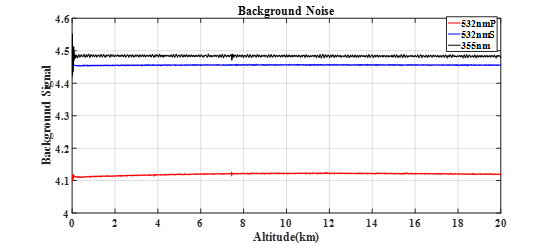 Background Noise
532nmP
532nmS
355nm
Background Signal
4.6
4.5
4.4
4.3
4.2
4.1
4
0 2 4 6 8 10 12 14 16 18 20
Altitude(km)